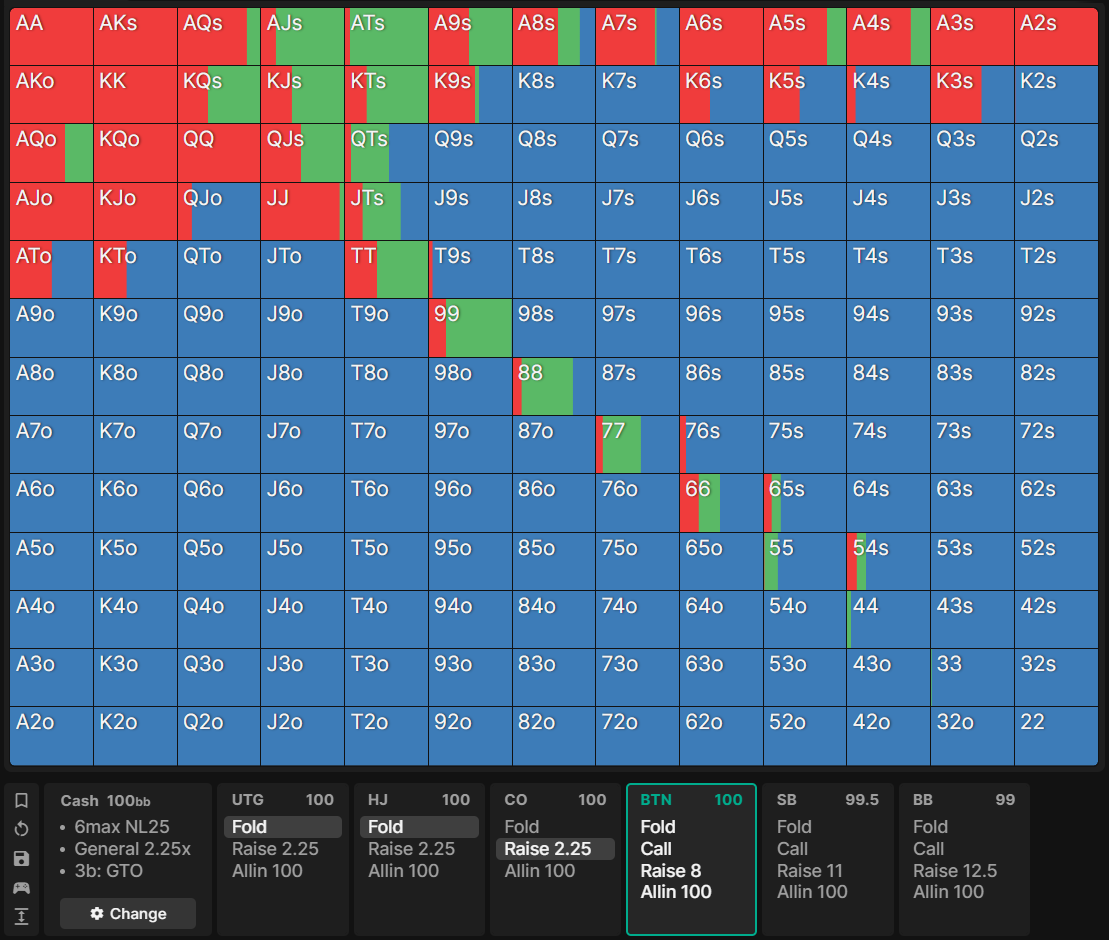 AA AKs AQs AJs ATs A9s A8s A7s A6s A5s A4s A3s A2s
AKo KK KQs KJs KTs K9s K8s K7s K6s K5s K4s K3s K2s
AQo KQo QQ QJs QTs Q9s Q8s Q7s Q6s Q5s Q4s Q3s Q2s
AJo KJo QJo JJ JTs J9s J8s J7s J6s J5s J4s J3s J2s
ATo KTo QTo JTo TT T9s T8s T7s T6s T5s T4s T3s T2s
A9o K9o Q9o J9o T9o 99 98s 97s 96s 95s 94s 93s 92s
A8o K8o Q8o J8o T8o 98o 88 87s 86s 85s 84s 83s 82s
A7o K7o Q7o J7o T7o 97o 87o 77 76s 75s 74s 73s 72s
A6o K6o Q6o J6o T6o 96o 86o 76o 66 65s 64s 63s 62s
A5o K5o Q5o J5o T5o 95o 85o 75o 65o 55 54s 53s 52s
A4o K4o Q4o J4o T4o 94o 84o 74o 64o 54o 44 43s 42s
A3o K3o Q3o J3o T3o 93o 83o 73o 63o 53o 43o 33 32s
A2o K2o Q2o J2o T2o 92o 82o 72o 62o 52o 42o 32o 22
Cash 100bb
• 6max NL25
• General 2.25x
• 3b: GTO
Change
UTG 100
Fold
Raise 2.25
Allin 100
HJ 100
Fold
Raise 2.25
Allin 100
CO 100
Fold
Raise 2.25
Allin 100
BTN 100
Fold
Call
Raise 8
Allin 100
SB 99.5
Fold
Call
Raise 11
Allin 100
BB 99
Fold
Call
Raise 12.5
Allin 100